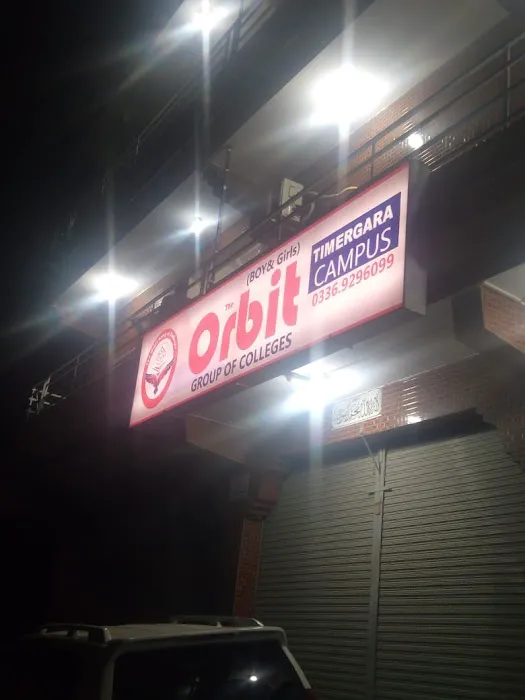 (BOY& Girls)
The
Orbit
GROUP OF COLLEGES
TIMERGARA
CAMPUS
0336.9296099